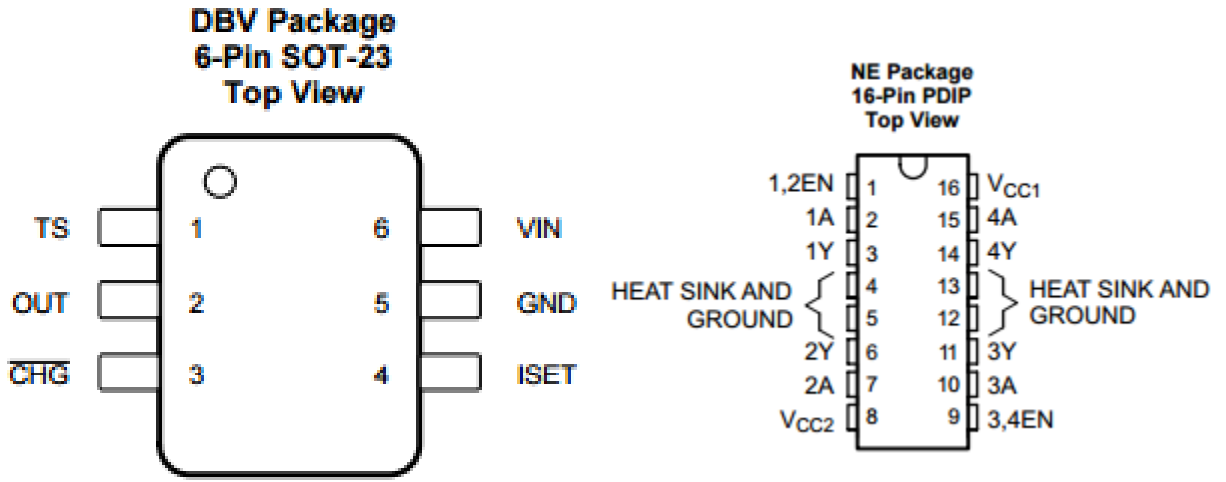 DBV Package
6-Pin SOT-23
Top View
TS 1 6 VIN
OUT 2 5 GND
CHG 3 4 ISET
NE Package
16-Pin PDIP
Top View
1,2EN 1 16 VCC1
1A 2 15 4A
1Y 3 14 4Y
HEAT SINK AND
GROUND
4 13
5 12
HEAT SINK AND
GROUND
2Y 6 11 3Y
2A 7 10 3A
VCC2 8 9 3,4EN